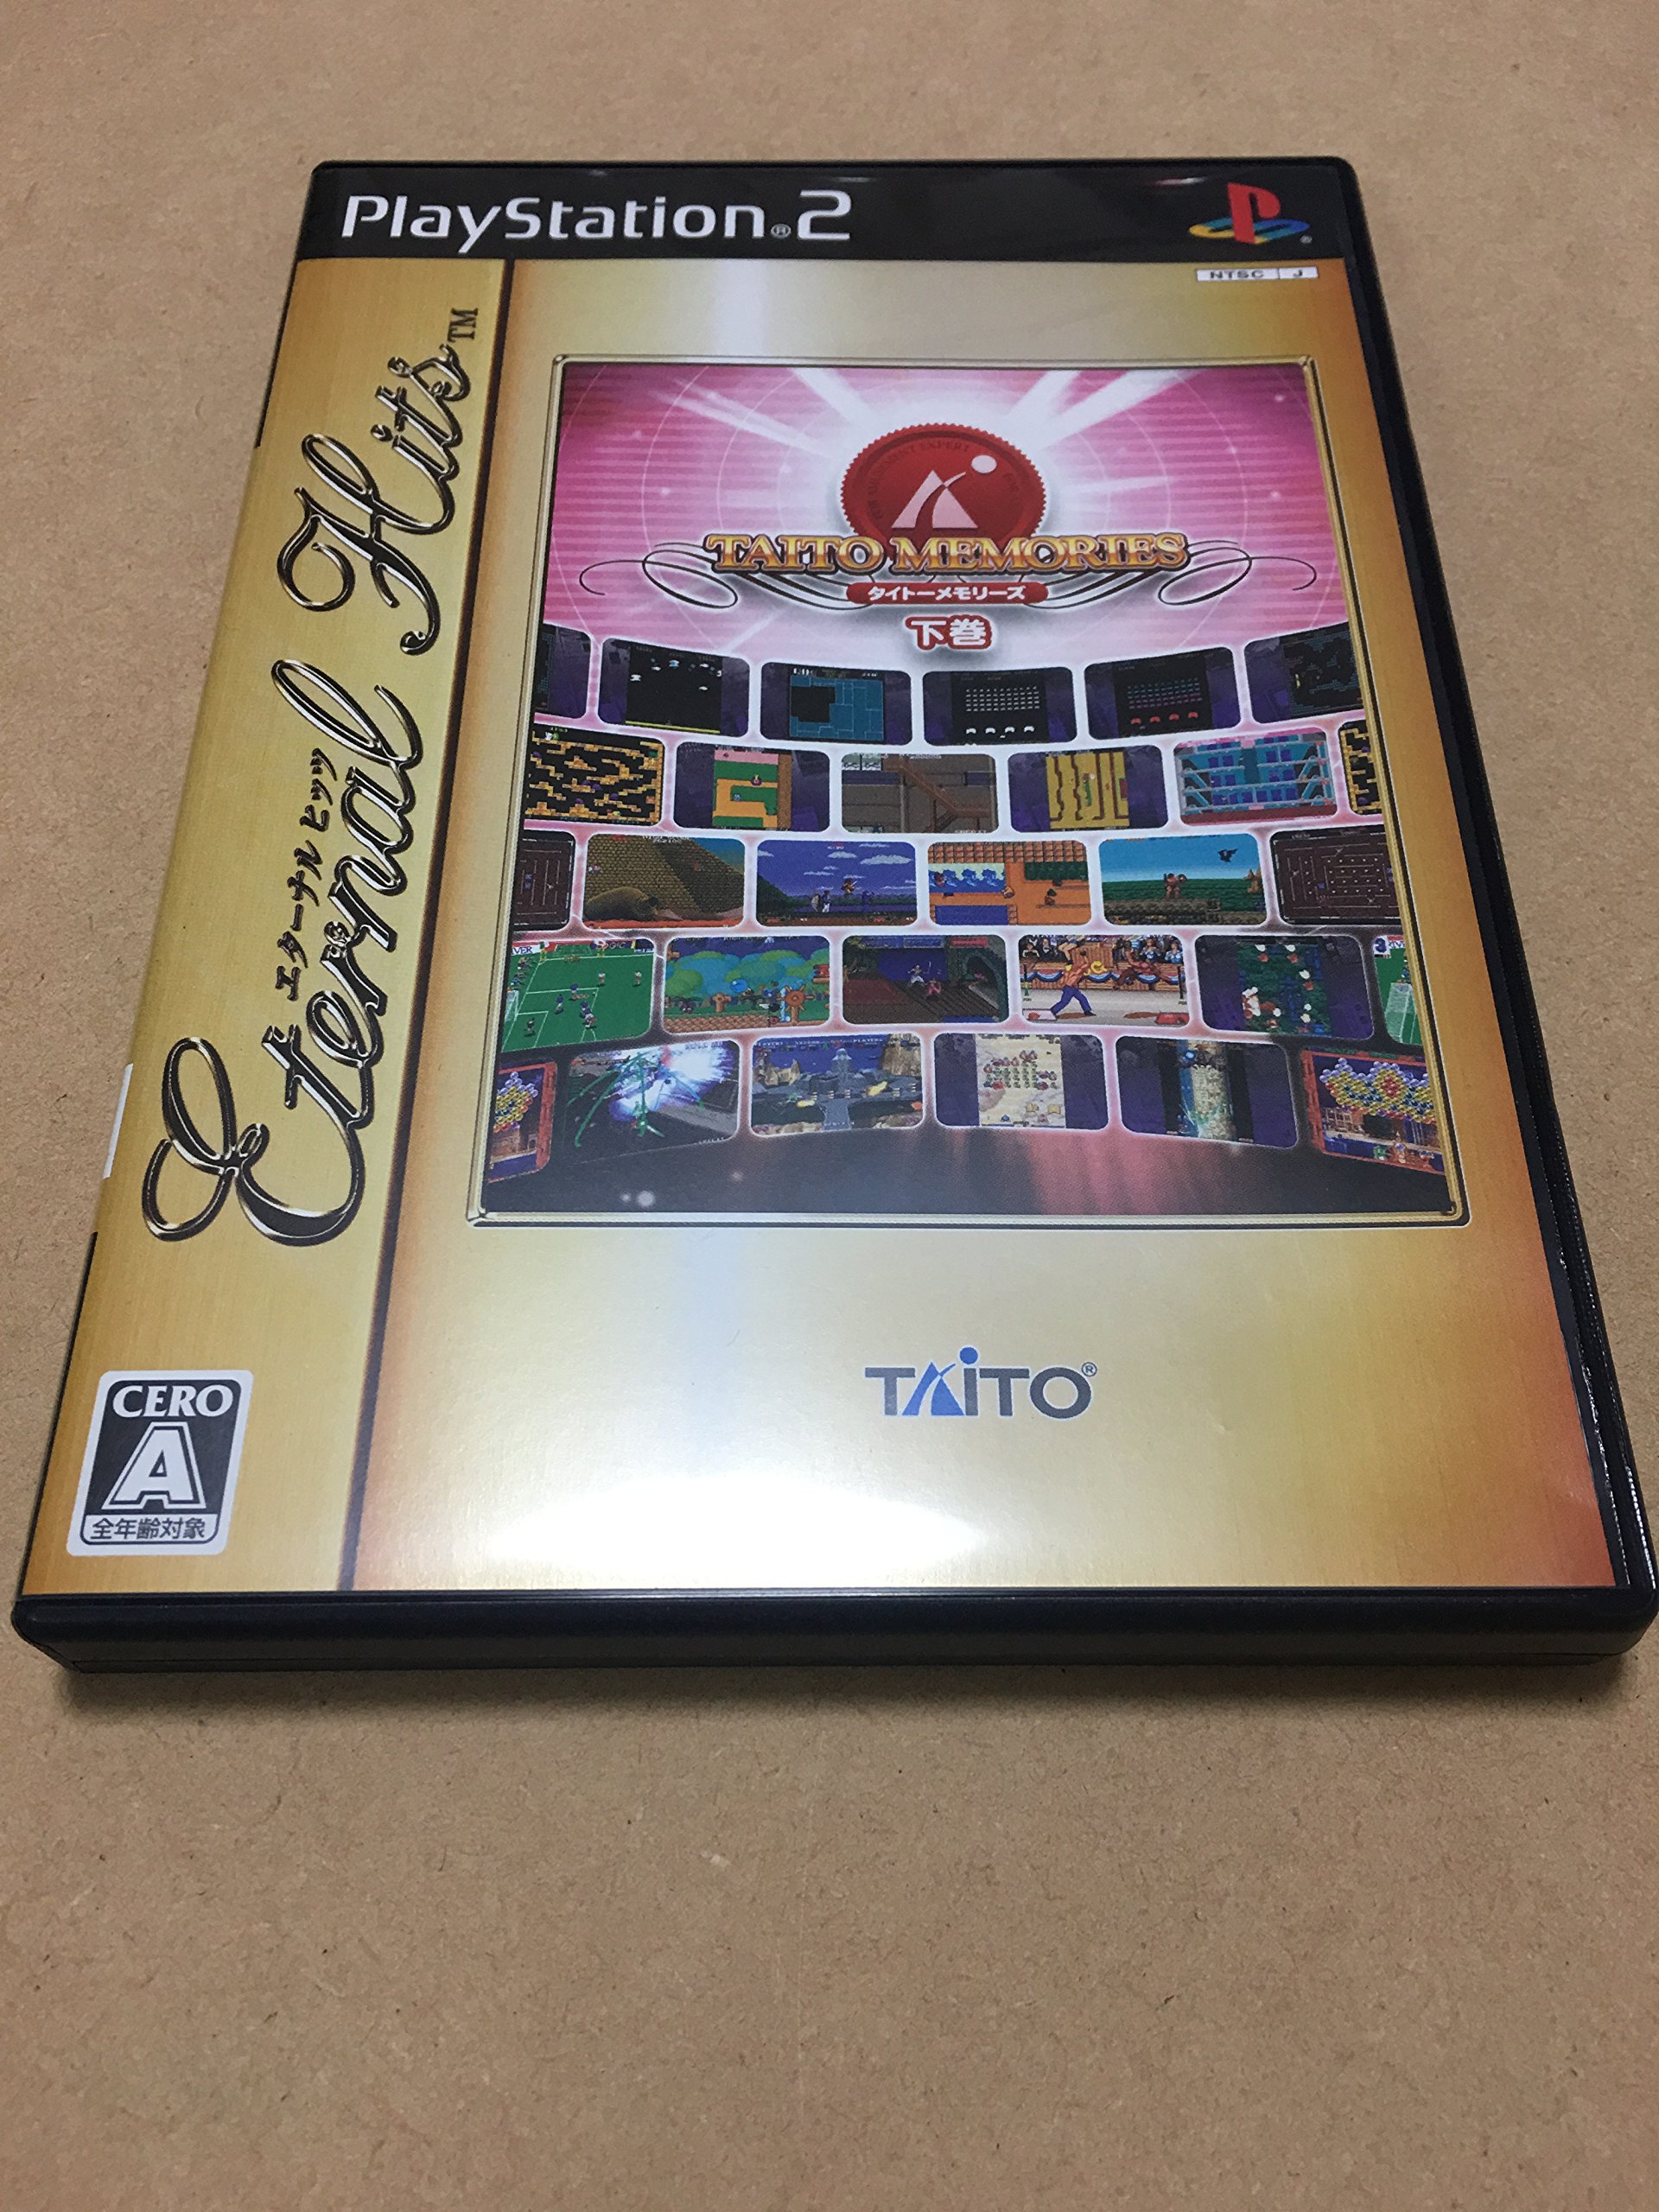 PlayStation®2
NTSC J
Eternal Hits™
エターナル ヒッツ
TAITO MEMORIES
タイトーメモリーズ
下巻
TAITO®
CERO
A
全年齢対象